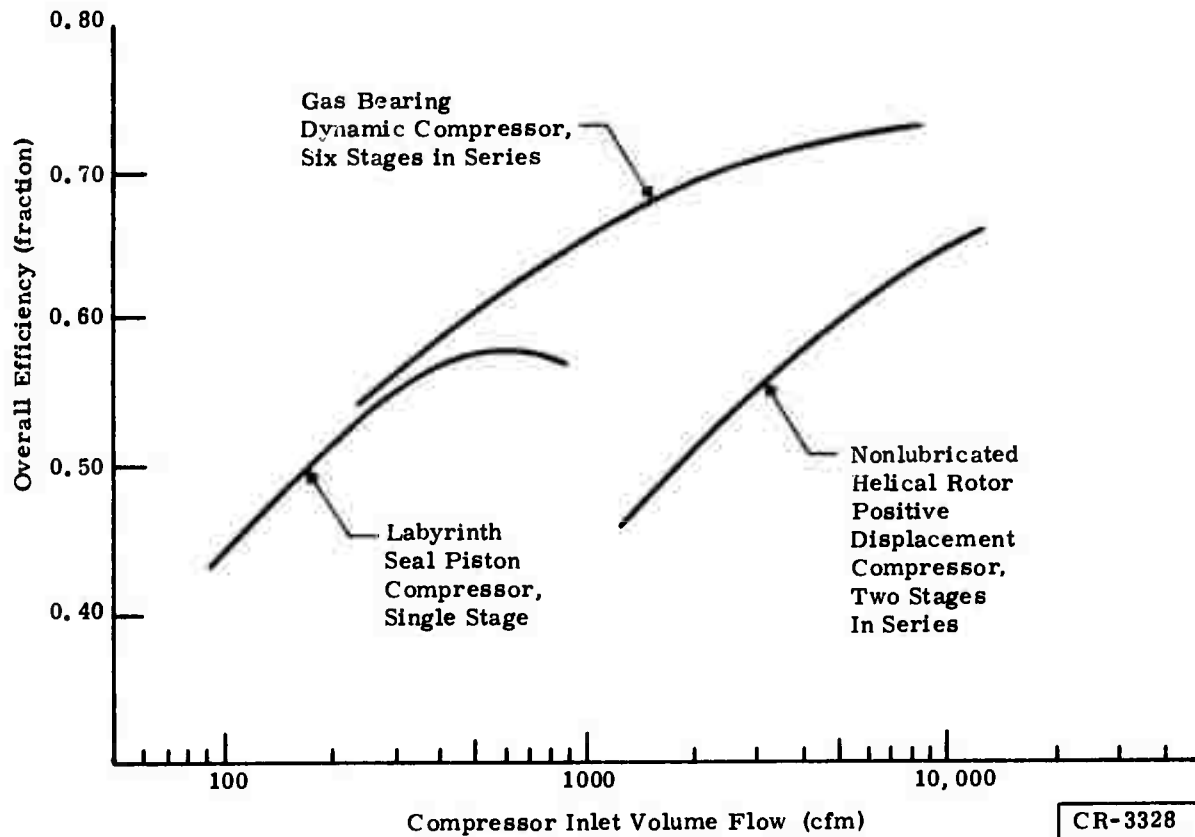 0.80
0.70
0.60
0.50
0.40
Overall Efficiency (fraction)
Gas Bearing
Dynamic Compressor,
Six Stages in Series
Labyrinth
Seal Piston
Compressor,
Single Stage
Nonlubricated
Helical Rotor
Positive
Displacement
Compressor,
Two Stages
In Series
100
1000
10,000
Compressor Inlet Volume Flow (cfm)
CR-3328